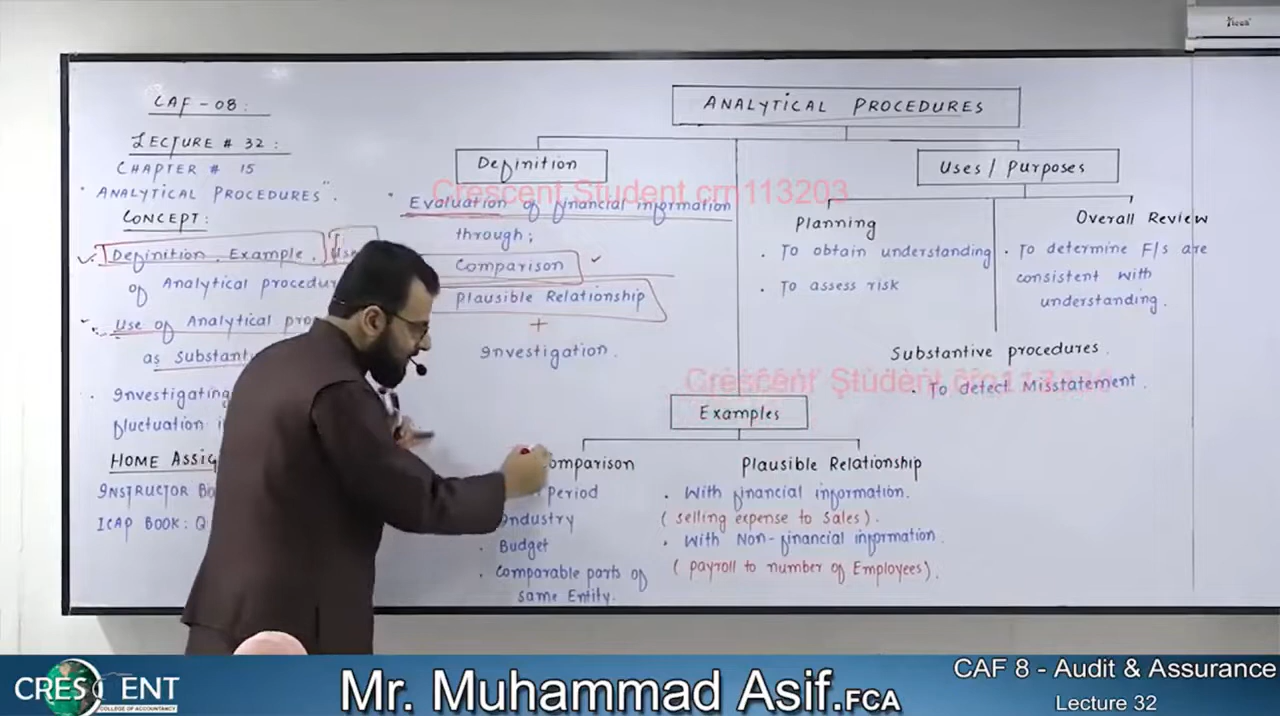 CAF - 08:
LECTURE # 32:
CHAPTER # 15
"ANALYTICAL PROCEDURES".
CONCEPT:
Definition, Example, Use
of Analytical procedur
Use of Analytical pro
as Substant
Investigating
fluctuation i
HOME ASSIG
INSTRUCTOR Bo
ICAP BOOK: Q
ANALYTICAL PROCEDURES
Definition
Evaluation of financial information
through;
Comparison
Plausible Relationship
+
Investigation.
Uses / Purposes
Planning
To obtain understanding
To assess risk
Overall Review
To determine F/s are
consistent with
understanding.
Substantive procedures.
To detect Misstatement.
Examples
omparison
Period
Industry
Budget
Comparable parts of
same Entity.
Plausible Relationship
With financial information.
(selling expense to sales).
With Non-financial information.
(payroll to number of Employees).
Crescent Student crn113203
Crescent Student
CRESCENT
COLLEGE OF ACCOUNTANCY
Mr. Muhammad Asif.FCA
CAF 8 - Audit & Assurance
Lecture 32